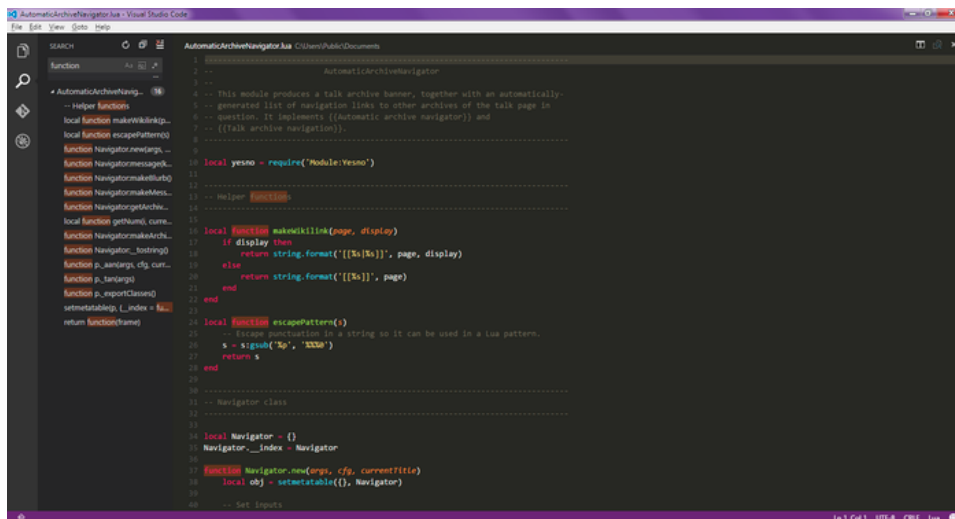 AutomaticArchiveNavigator.lua - Visual Studio Code
File Edit View Goto Help
SEARCH
function
AutomaticArchiveNavig... 16
-- Helper functions
local function makeWikilink(p...
local function escapePattern(s)
function Navigator.new(args, ...
function Navigator:message(k...
function Navigator:makeBlurb()
function Navigator:makeMess...
function Navigator:getArchiv...
local function getNum(i, curre...
function Navigator:makeArchi...
function Navigator:__tostring()
function p._aan(args, cfg, curr...
function p._tan(args)
function p._exportClasses()
setmetatable(p, {__index = fu...
return function(frame)
AutomaticArchiveNavigator.lua C:\Users\Public\Documents
1 -------------------------------------------------------------------------------
2 -- AutomaticArchiveNavigator
3 --
4 -- This module produces a talk archive banner, together with an automatically-
5 -- generated list of navigation links to other archives of the talk page in
6 -- question. It implements {{Automatic archive navigator}} and
7 -- {{Talk archive navigation}}.
8 -------------------------------------------------------------------------------
9
10 local yesno = require('Module:Yesno')
11
12 -------------------------------------------------------------------------------
13 -- Helper functions
14 -------------------------------------------------------------------------------
15
16 local function makeWikilink(page, display)
17 if display then
18 return string.format('[[%s|%s]]', page, display)
19 else
20 return string.format('[[%s]]', page)
21 end
22 end
23
24 local function escapePattern(s)
25 -- Escape punctuation in a string so it can be used in a Lua pattern.
26 s = s:gsub('%p', '%%%0')
27 return s
28 end
29
30 -------------------------------------------------------------------------------
31 -- Navigator class
32 -------------------------------------------------------------------------------
33
34 local Navigator = {}
35 Navigator.__index = Navigator
36
37 function Navigator.new(args, cfg, currentTitle)
38 local obj = setmetatable({}, Navigator)
39
40 -- Set inputs
Ln 1, Col 1 UTF-8 CRLF Lua